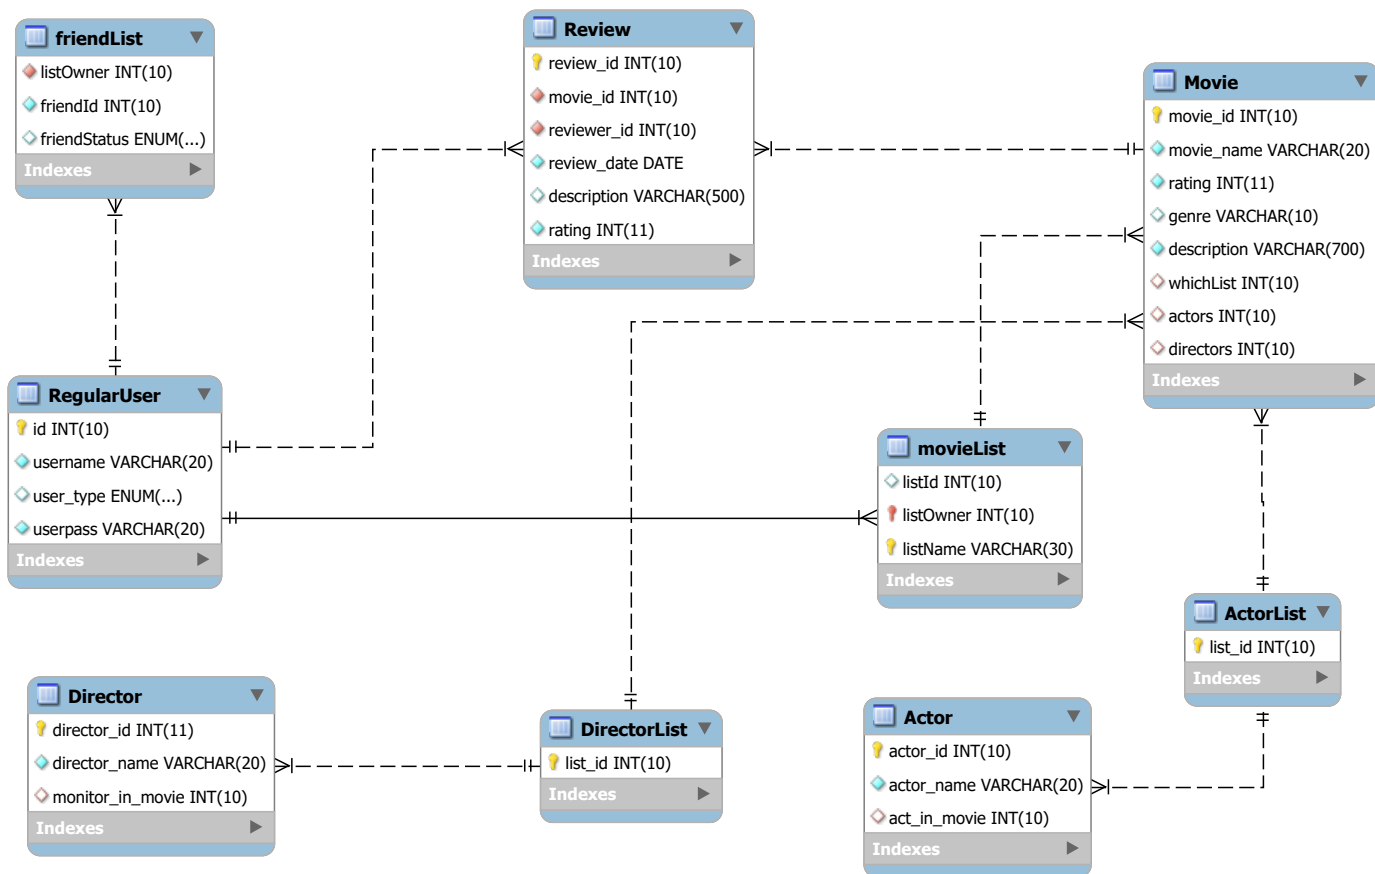 friendList
listOwner INT(10)
friendId INT(10)
friendStatus ENUM(...)
Indexes
Review
review_id INT(10)
movie_id INT(10)
reviewer_id INT(10)
review_date DATE
description VARCHAR(500)
rating INT(11)
Indexes
Movie
movie_id INT(10)
movie_name VARCHAR(20)
rating INT(11)
genre VARCHAR(10)
description VARCHAR(700)
whichList INT(10)
actors INT(10)
directors INT(10)
Indexes
RegularUser
id INT(10)
username VARCHAR(20)
user_type ENUM(...)
userpass VARCHAR(20)
Indexes
movieList
listId INT(10)
listOwner INT(10)
listName VARCHAR(30)
Indexes
ActorList
list_id INT(10)
Indexes
Director
director_id INT(11)
director_name VARCHAR(20)
monitor_in_movie INT(10)
Indexes
DirectorList
list_id INT(10)
Indexes
Actor
actor_id INT(10)
actor_name VARCHAR(20)
act_in_movie INT(10)
Indexes